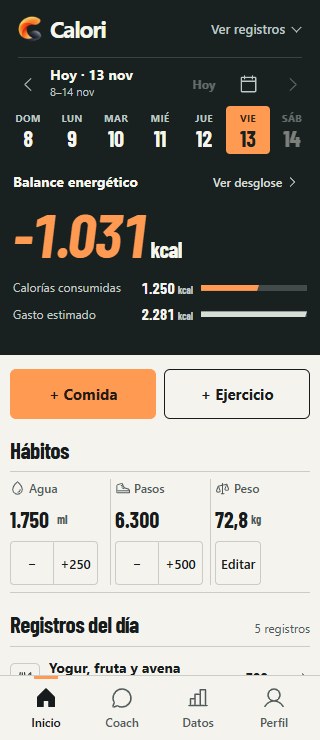 Calori
Ver registros
Hoy · 13 nov
8–14 nov
Hoy
DOM LUN MAR MIÉ JUE VIE SÁB
8 9 10 11 12 13 14
Balance energético
Ver desglose
-1.031 kcal
Calorías consumidas 1.250 kcal
Gasto estimado 2.281 kcal
+ Comida
+ Ejercicio
Hábitos
Agua Pasos Peso
1.750 ml 6.300 72,8 kg
− +250 − +500 Editar
Registros del día
5 registros
Yogur, fruta y avena
Inicio Coach Datos Perfil